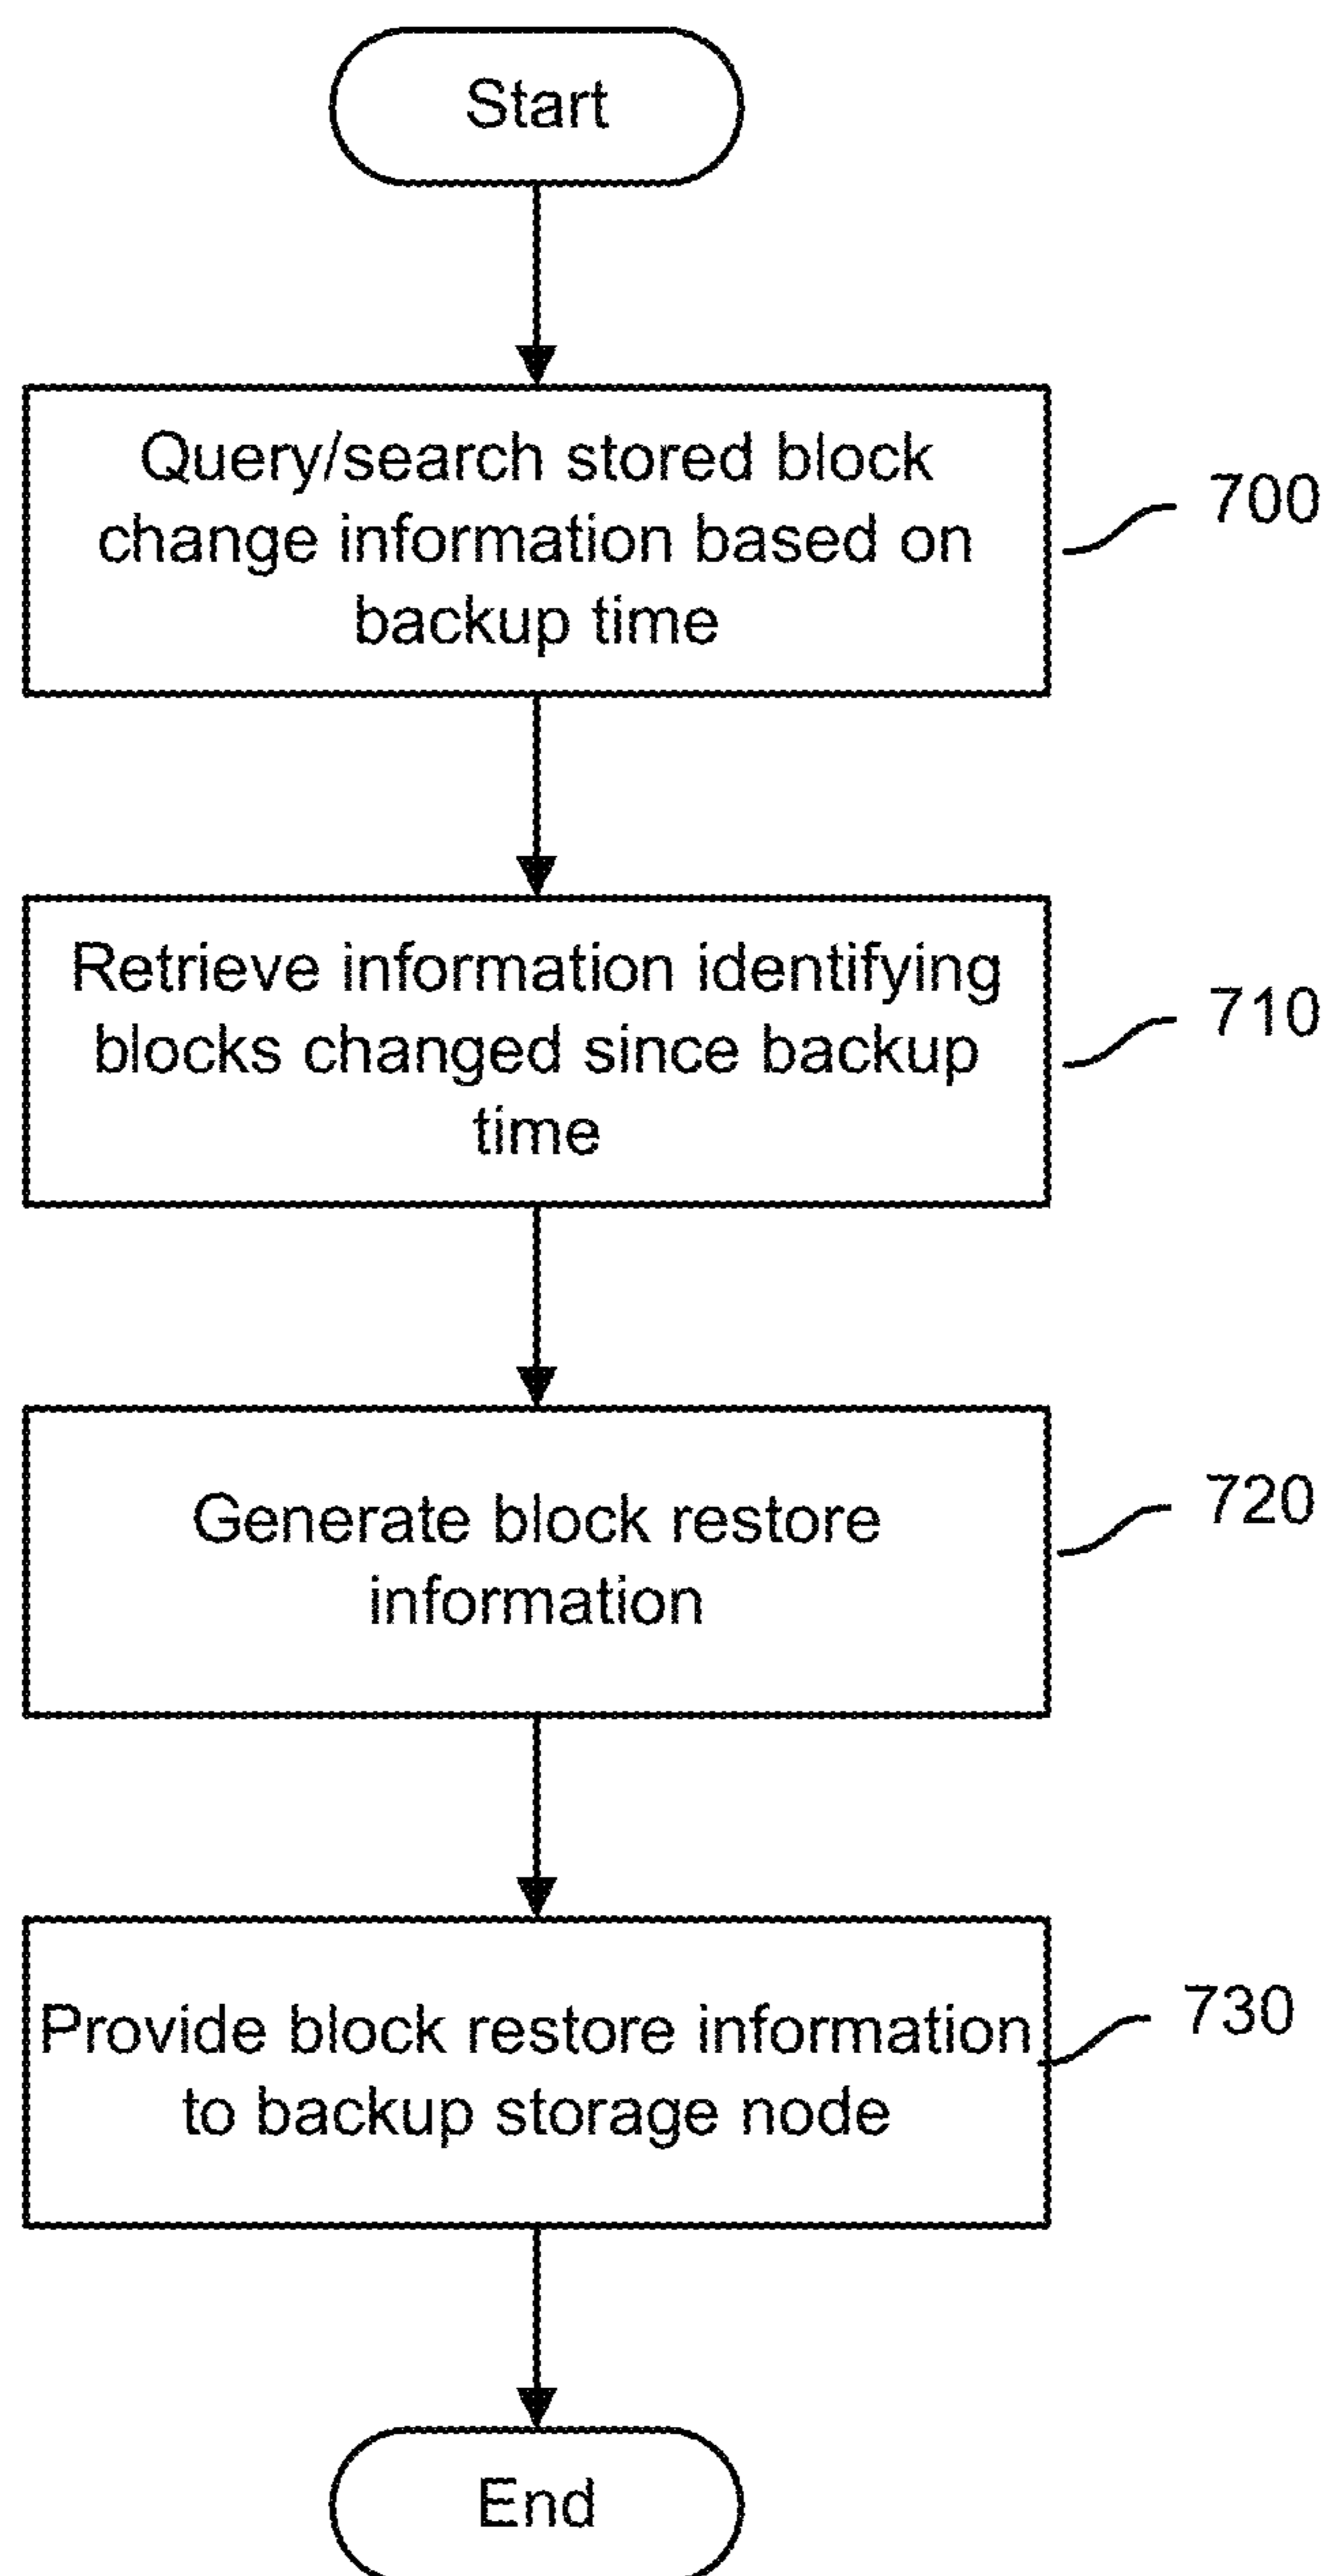 Start
Query/search stored block
change information based on
backup time
700
Retrieve information identifying
blocks changed since backup
time
710
Generate block restore
information
720
Provide block restore information
to backup storage node
730
End